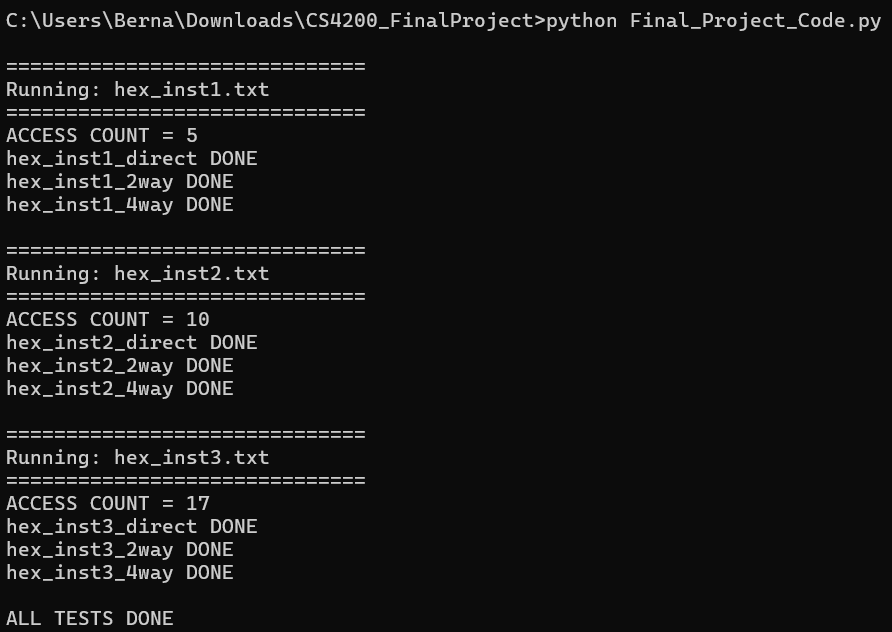 C:\Users\Berna\Downloads\CS4200_FinalProject>python Final_Project_Code.py
==============================
Running: hex_inst1.txt
==============================
ACCESS COUNT = 5
hex_inst1_direct DONE
hex_inst1_2way DONE
hex_inst1_4way DONE
==============================
Running: hex_inst2.txt
==============================
ACCESS COUNT = 10
hex_inst2_direct DONE
hex_inst2_2way DONE
hex_inst2_4way DONE
==============================
Running: hex_inst3.txt
==============================
ACCESS COUNT = 17
hex_inst3_direct DONE
hex_inst3_2way DONE
hex_inst3_4way DONE
ALL TESTS DONE